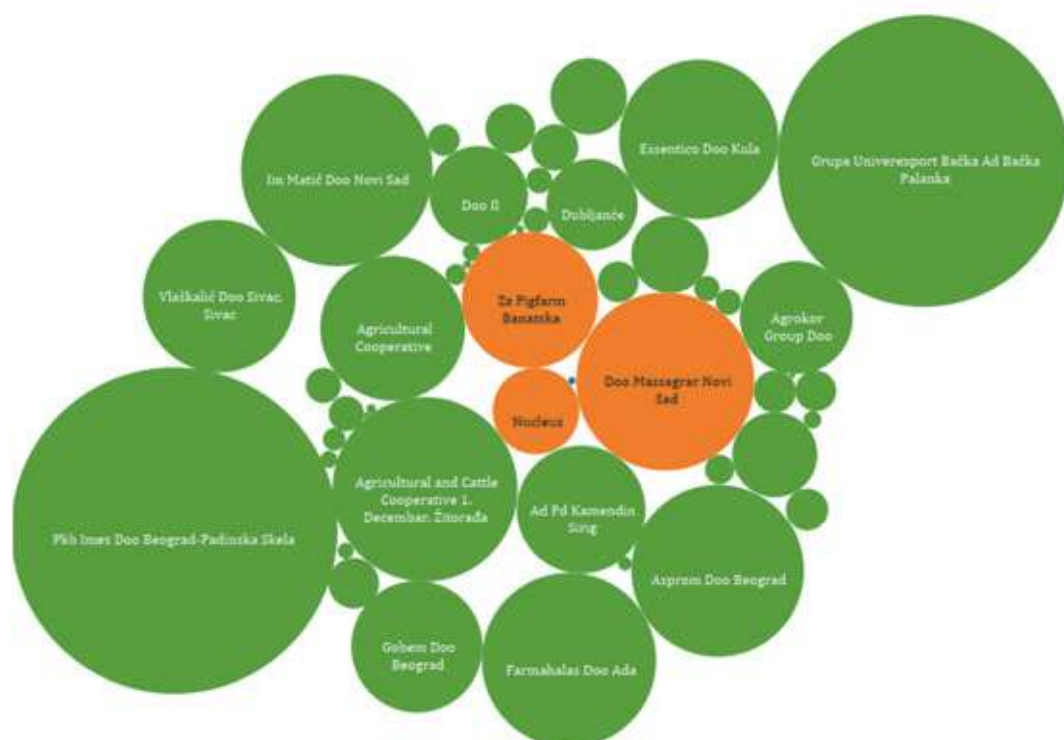 Essentico Doo Kula
Grupa Univerexport Bačka Ad Bačka
Palanka
Im Matić Doo Novi Sad
Doo Il
Dubljanće
Vlaškalić Doo Sivac,
Sivac
Za Pigfarm
Banatska
Agricultural
Cooperative
Agrokor
Group Doo
Doo Massagrar Novi
Sad
Nucleus
Agricultural and Cattle
Cooperative 1.
Decembar, Žitorađa
Ad Pd Kamendin
Sirig
Pkb Imes Doo Beograd-Padinska Skela
Asprom Doo Beograd
Gobem Doo
Beograd
Farmahalas Doo Ada